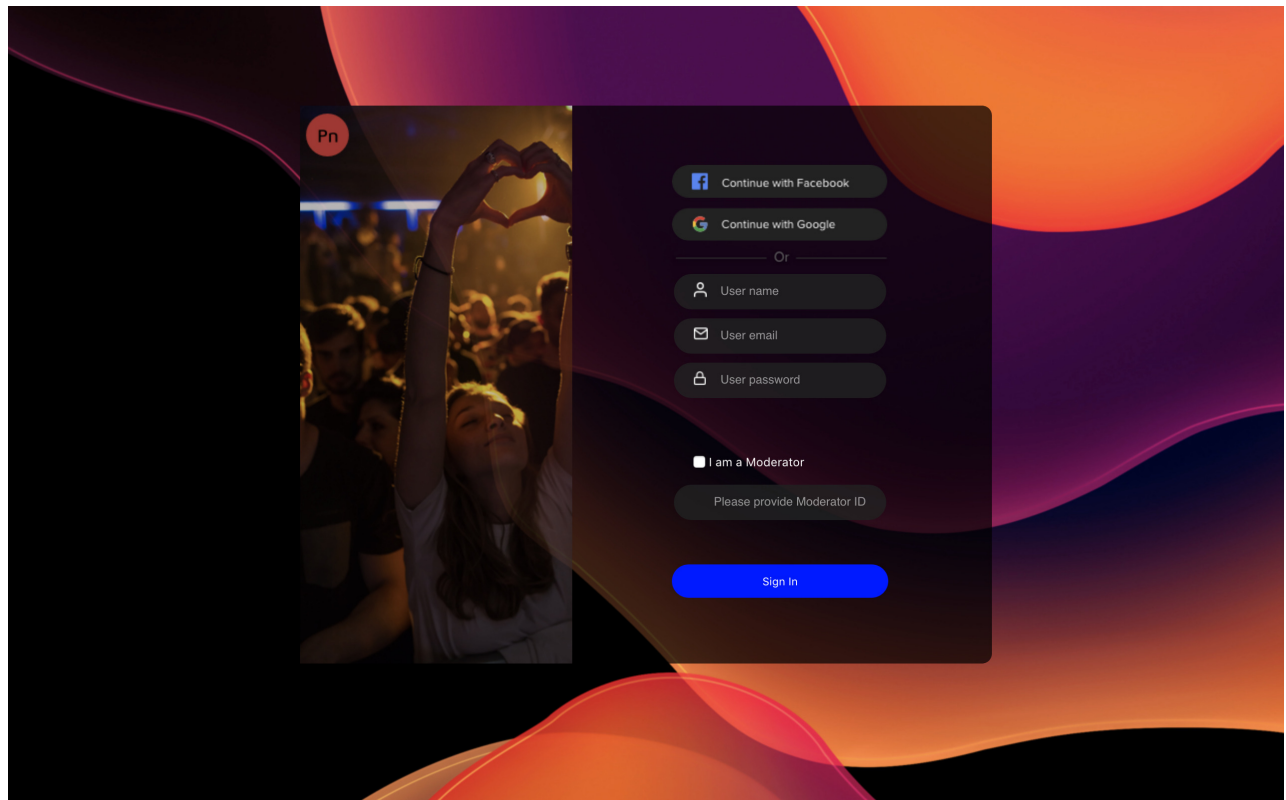 Pn
Continue with Facebook
Continue with Google
Or
User name
User email
User password
I am a Moderator
Please provide Moderator ID
Sign In